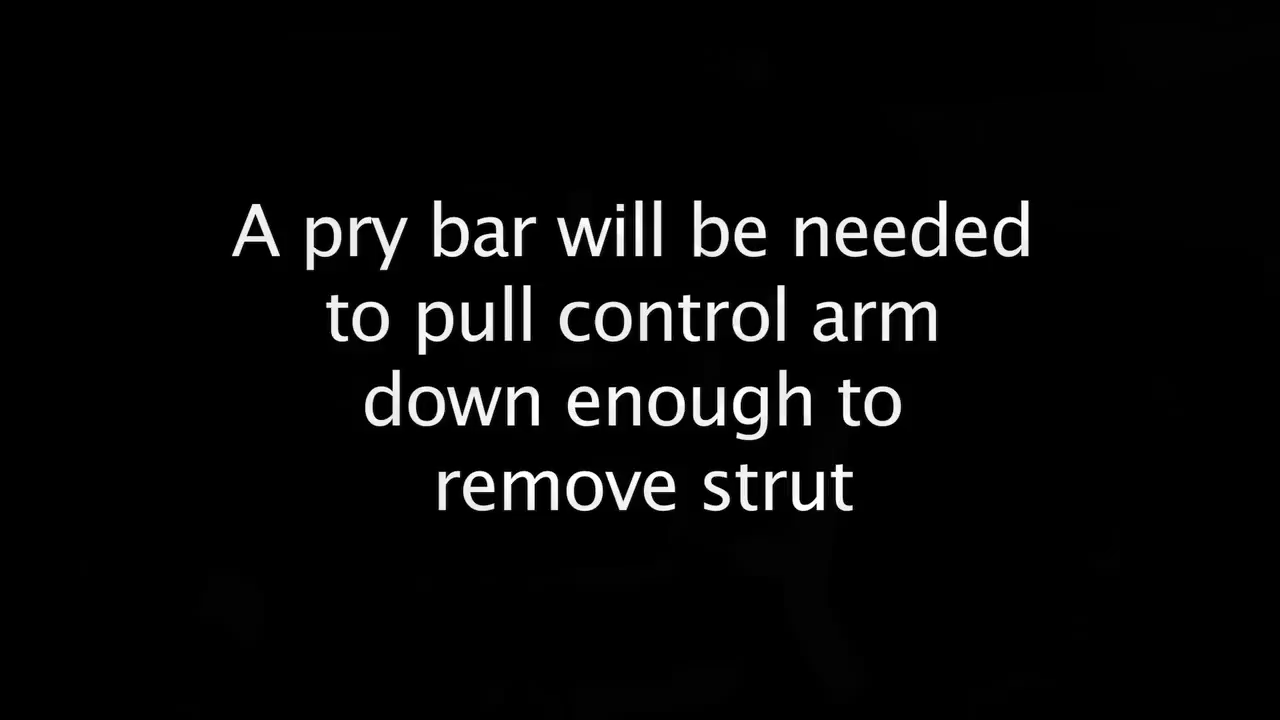 A pry bar will be needed
to pull control arm
down enough to
remove strut